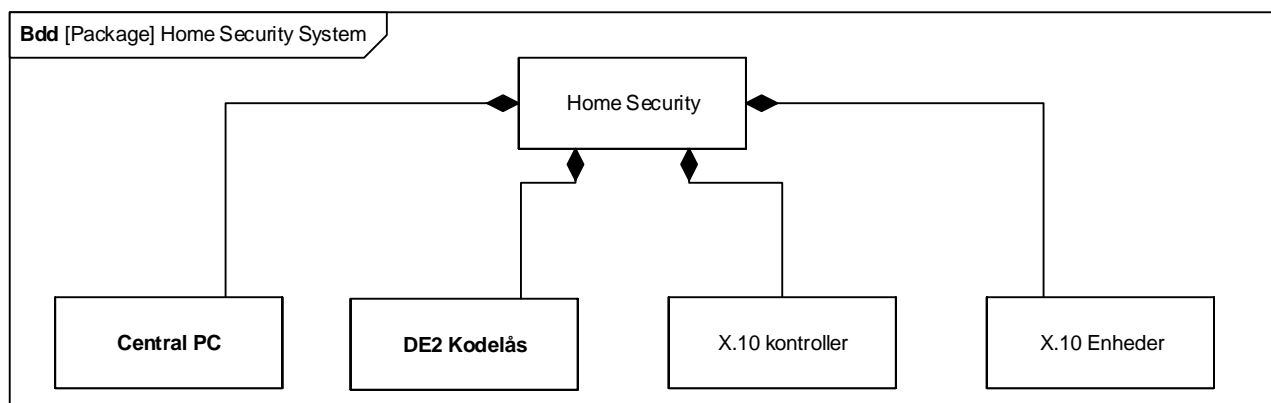 Bdd [Package] Home Security System
Home Security
Central PC
DE2 Kodelås
X.10 kontroller
X.10 Enheder